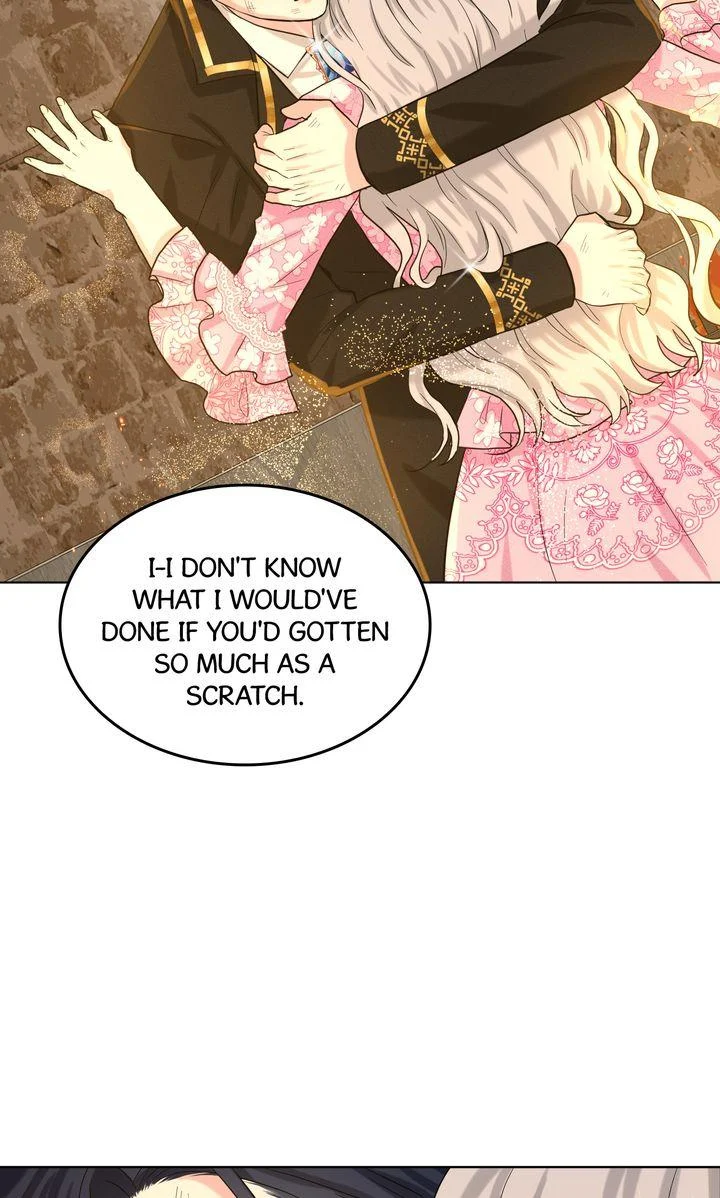 I-I DON'T KNOW
WHAT I WOULD'VE
DONE IF YOU'D GOTTEN
SO MUCH AS A
SCRATCH.